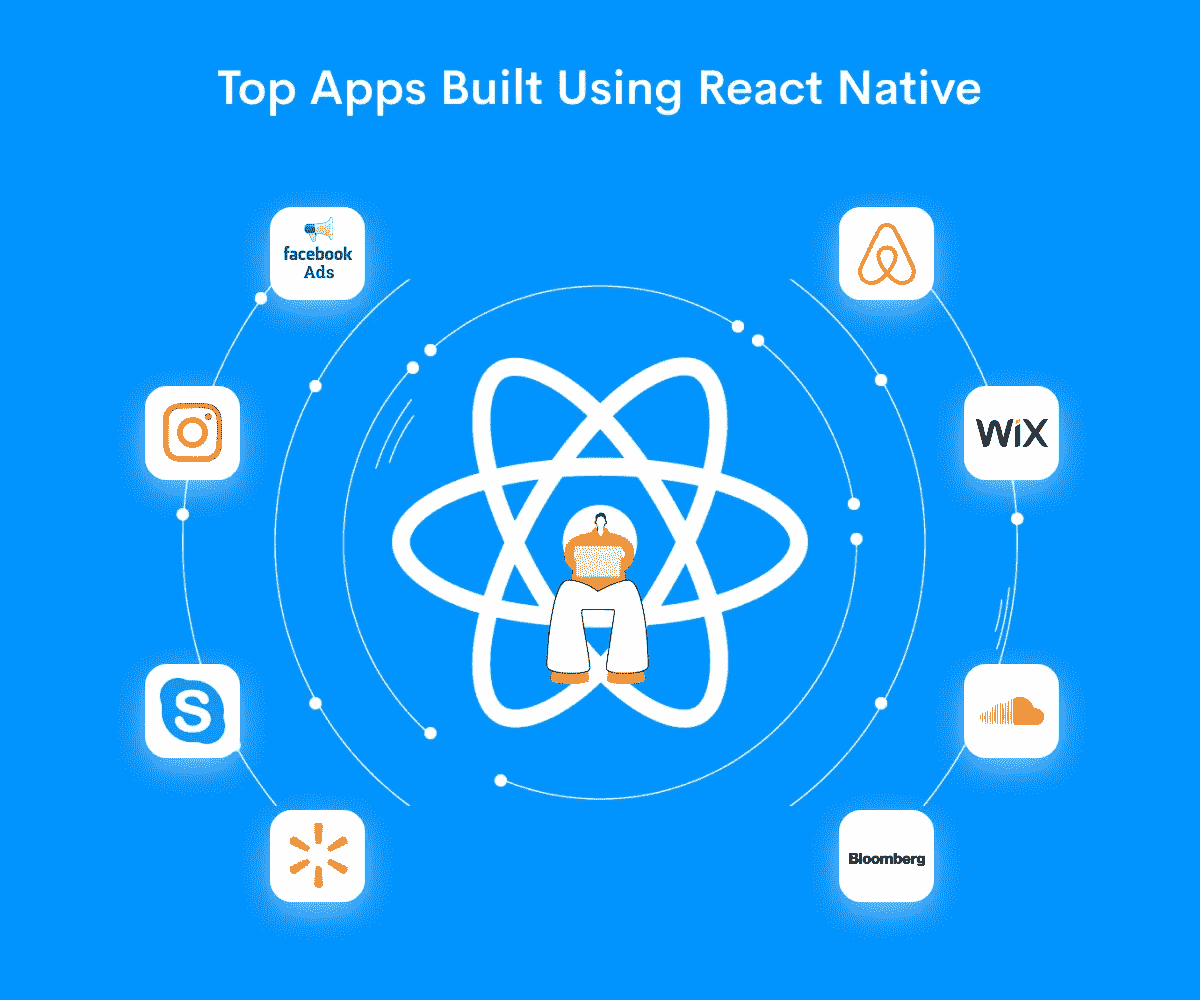 Top Apps Built Using React Native
facebook
Ads
WiX
S
Bloomberg